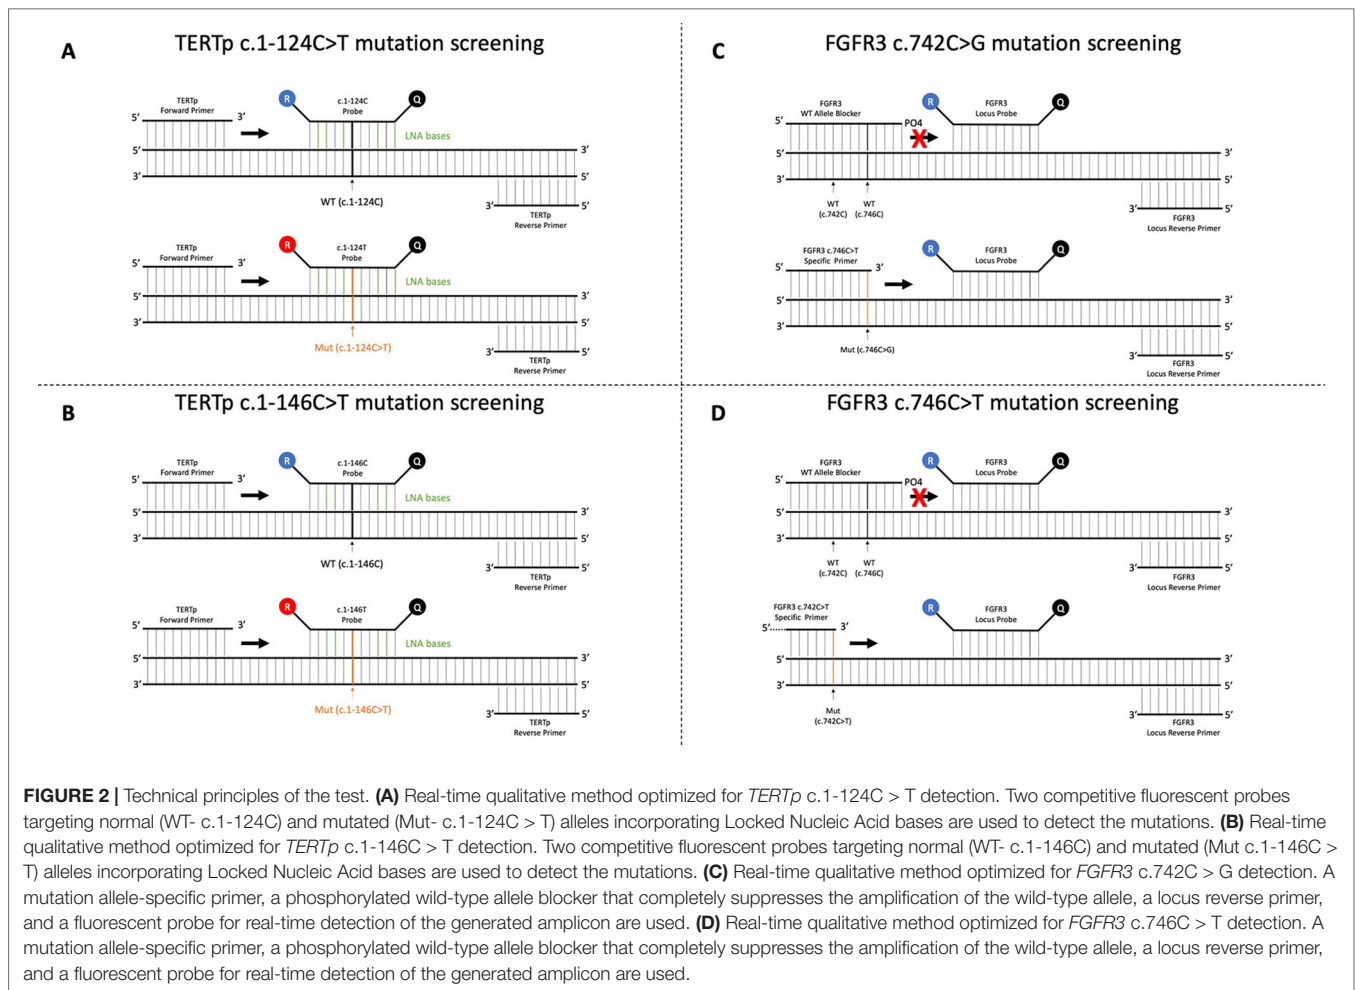 A
TERTp c.1-124C>T mutation screening
TERTp
Forward Primer
5’
3’
R
c.1-124C
Probe
Q
LNA bases
5’
3’
3’
5’
WT (c.1-124C)
3’
5’
TERTp
Reverse Primer
TERTp
Forward Primer
5’
3’
R
c.1-124T
Probe
Q
LNA bases
5’
3’
3’
5’
Mut (c.1-124C>T)
3’
5’
TERTp
Reverse Primer
C
FGFR3 c.742C>G mutation screening
FGFR3
WT Allele Blocker
5’
PO4
X
R
FGFR3
Locus Probe
Q
5’
3’
3’
5’
WT
(c.742C)
WT
(c.746C)
3’
5’
FGFR3
Locus Reverse Primer
FGFR3 c.746C>T
Specific Primer
5’
3’
R
FGFR3
Locus Probe
Q
5’
3’
3’
5’
Mut (c.746C>G)
3’
5’
FGFR3
Locus Reverse Primer
B
TERTp c.1-146C>T mutation screening
TERTp
Forward Primer
5’
3’
R
c.1-146C
Probe
Q
LNA bases
5’
3’
3’
5’
WT (c.1-146C)
3’
5’
TERTp
Reverse Primer
TERTp
Forward Primer
5’
3’
R
c.1-146T
Probe
Q
LNA bases
5’
3’
3’
5’
Mut (c.1-146C>T)
3’
5’
TERTp
Reverse Primer
D
FGFR3 c.746C>T mutation screening
FGFR3
WT Allele Blocker
5’
PO4
X
R
FGFR3
Locus Probe
Q
5’
3’
3’
5’
WT
(c.742C)
WT
(c.746C)
3’
5’
FGFR3
Locus Reverse Primer
FGFR3 c.742C>T
Specific Primer
5’
3’
R
FGFR3
Locus Probe
Q
5’
3’
3’
5’
Mut
(c.742C>T)
3’
5’
FGFR3
Locus Reverse Primer
FIGURE 2 | Technical principles of the test. (A) Real-time qualitative method optimized for TERTp c.1-124C > T detection. Two competitive fluorescent probes
targeting normal (WT- c.1-124C) and mutated (Mut- c.1-124C > T) alleles incorporating Locked Nucleic Acid bases are used to detect the mutations. (B) Real-time
qualitative method optimized for TERTp c.1-146C > T detection. Two competitive fluorescent probes targeting normal (WT- c.1-146C) and mutated (Mut c.1-146C >
T) alleles incorporating Locked Nucleic Acid bases are used to detect the mutations. (C) Real-time qualitative method optimized for FGFR3 c.742C > G detection. A
mutation allele-specific primer, a phosphorylated wild-type allele blocker that completely suppresses the amplification of the wild-type allele, a locus reverse primer,
and a fluorescent probe for real-time detection of the generated amplicon are used. (D) Real-time qualitative method optimized for FGFR3 c.746C > T detection. A
mutation allele-specific primer, a phosphorylated wild-type allele blocker that completely suppresses the amplification of the wild-type allele, a locus reverse primer,
and a fluorescent probe for real-time detection of the generated amplicon are used.